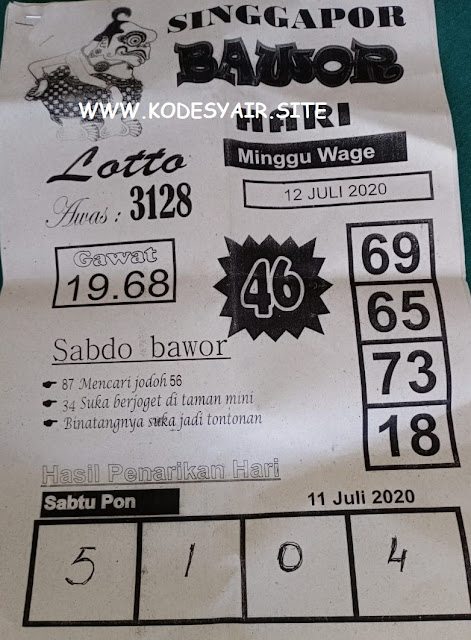 SINGGAPOR
BAWOR
WWW.KODESYAIR.SITE
HARI
Lotto
Minggu Wage
Awas : 3128
12 JULI 2020
Gawat
19.68
46
69
65
73
18
Sabdo bawor
87 Mencari jodoh 56
34 Suka berjoget di taman mini
Binatangnya suka jadi tontonan
Hasil Penarikan Hari
Sabtu Pon
11 Juli 2020
5 1 0 4